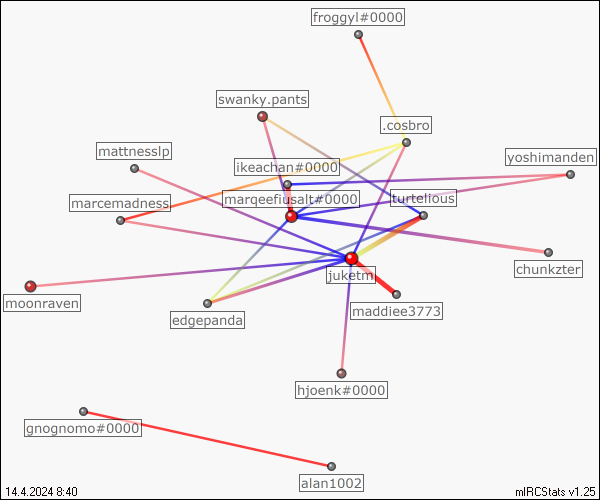 froggyl#0000
swanky.pants
.cosbro
mattnesslp
ikeachan#0000
yoshimanden
marcemadness
marqeefiusalt#0000
turtelious
chunkzter
juketm
moonraven
maddiee3773
edgepanda
hjoenk#0000
gnognomo#0000
alan1002
14.4.2024 8:40
mIRCStats v1.25